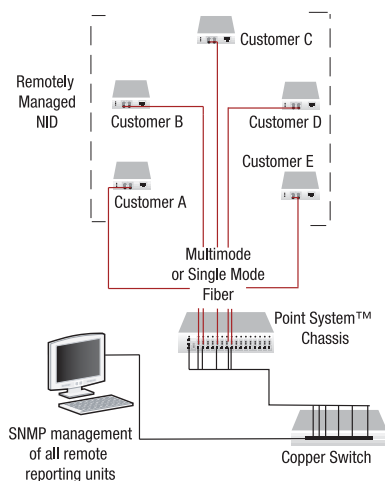 Customer C
Remotely
Managed
NID
Customer B
Customer D
Customer E
Customer A
Multimode
or Single Mode
Fiber
Point System™
Chassis
SNMP management
of all remote
reporting units
Copper Switch